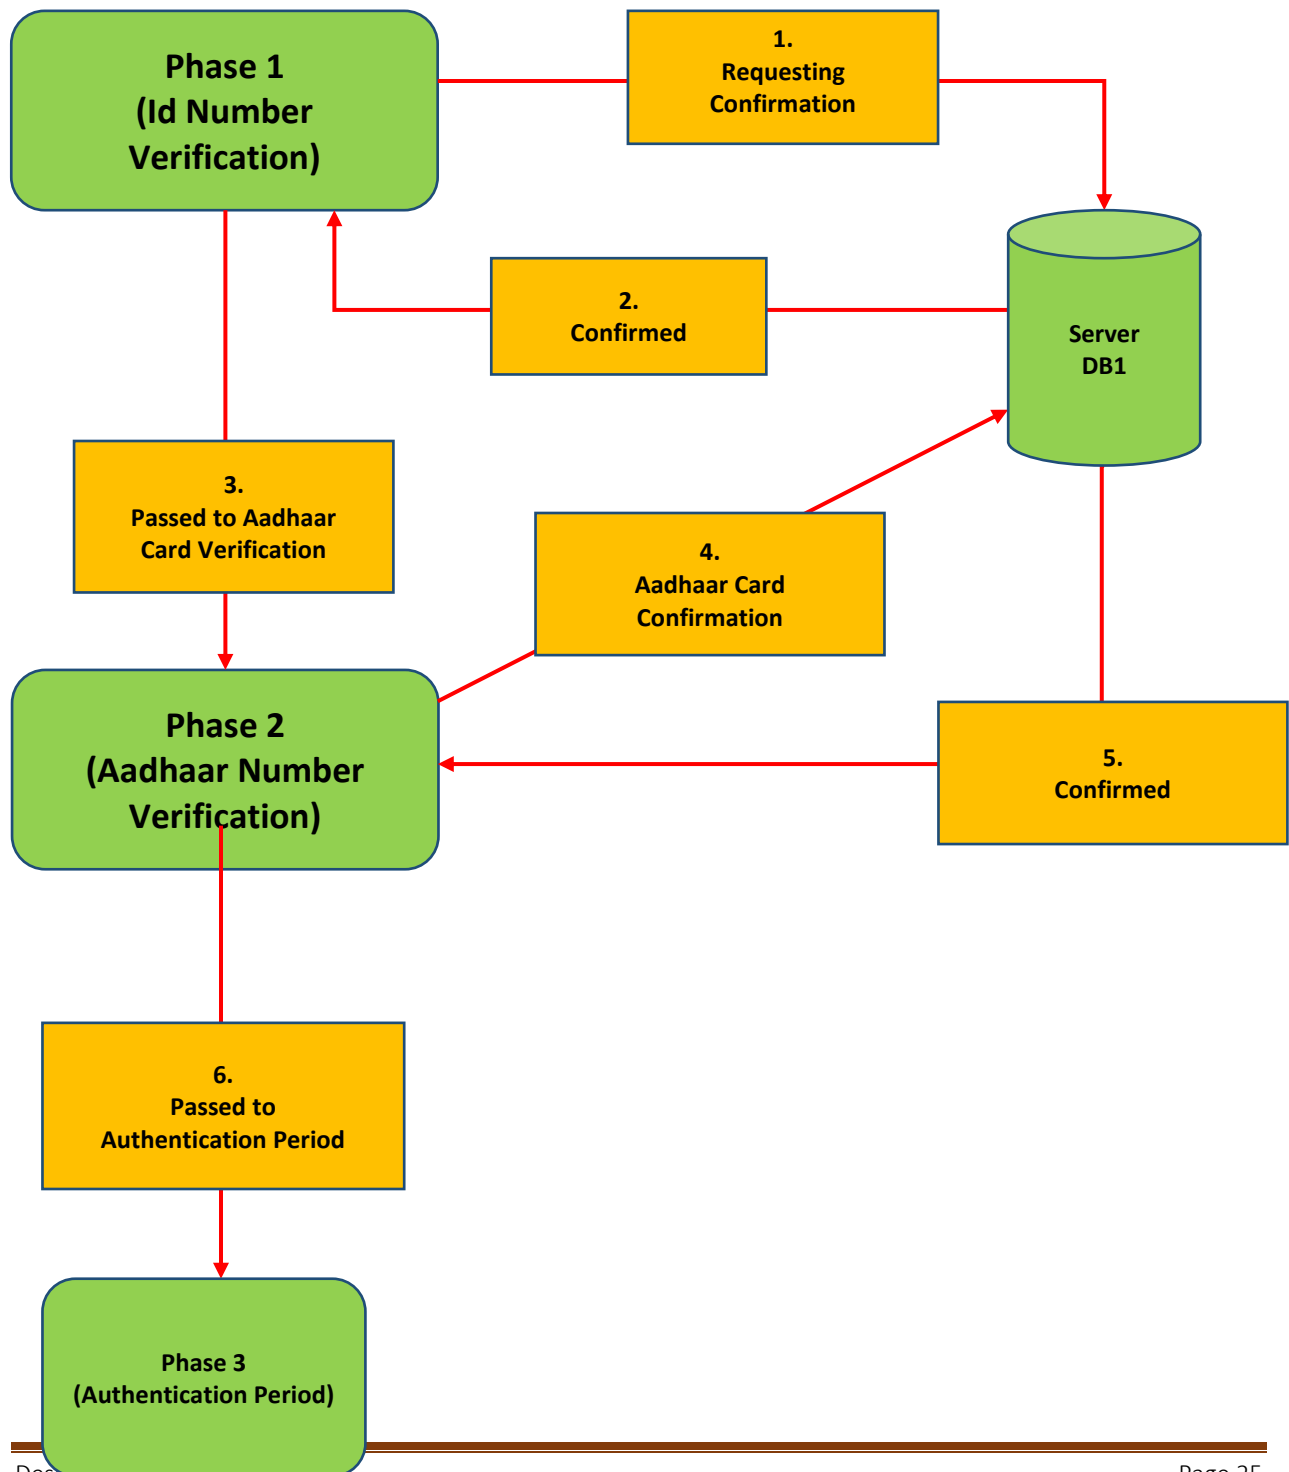 Phase 1
(Id Number
Verification)
1.
Requesting
Confirmation
2.
Confirmed
Server
DB1
3.
Passed to Aadhaar
Card Verification
4.
Aadhaar Card
Confirmation
Phase 2
(Aadhaar Number
Verification)
5.
Confirmed
6.
Passed to
Authentication Period
Phase 3
(Authentication Period)
Page 25